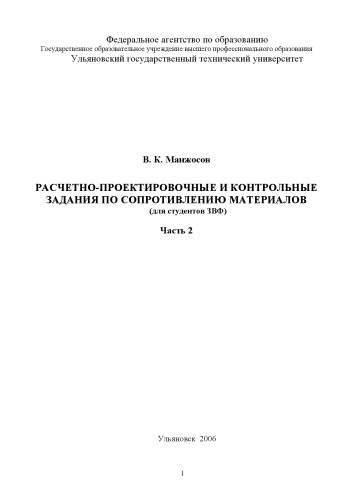 Федеральное агентство по образованию
Государственное образовательное учреждение высшего профессионального образования
Ульяновский государственный технический университет
В. К. Манжосов
РАСЧЕТНО-ПРОЕКТИРОВОЧНЫЕ И КОНТРОЛЬНЫЕ
ЗАДАНИЯ ПО СОПРОТИВЛЕНИЮ МАТЕРИАЛОВ
(для студентов ЗВФ)
Часть 2
Ульяновск 2006
1